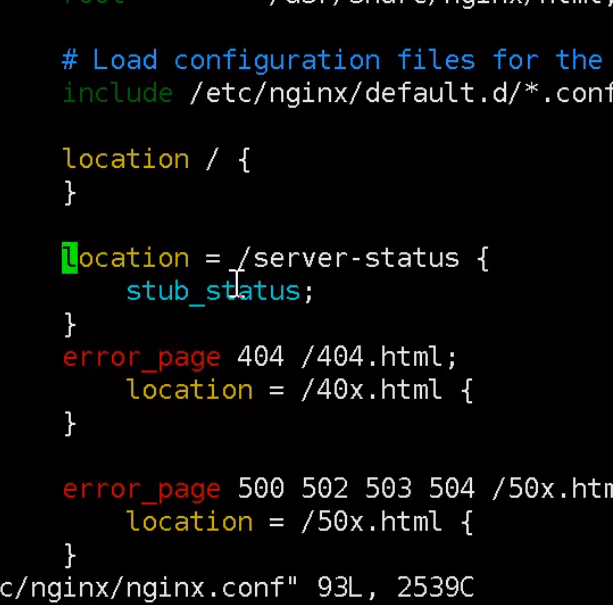 # Load configuration files for the
include /etc/nginx/default.d/*.conf
location / {
}
location = /server-status {
stub_status;
}
error_page 404 /404.html;
location = /40x.html {
}
error_page 500 502 503 504 /50x.htm
location = /50x.html {
}
c/nginx/nginx.conf" 93L, 2539C